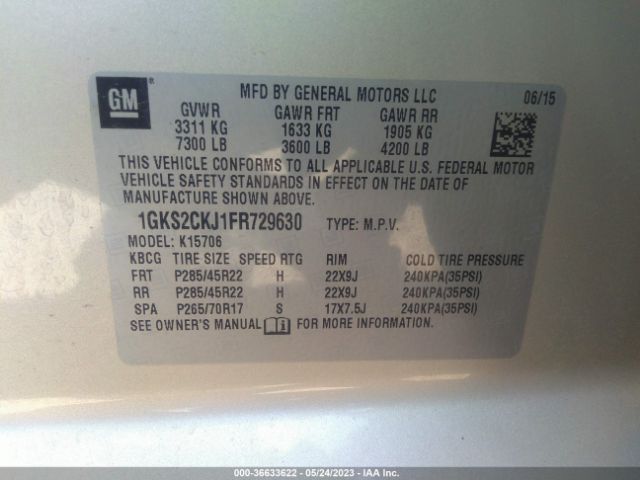 GM ®
MFD BY GENERAL MOTORS LLC 06/15
GVWR GAWR FRT GAWR RR
3311 KG 1633 KG 1905 KG
7300 LB 3600 LB 4200 LB
THIS VEHICLE CONFORMS TO ALL APPLICABLE U.S. FEDERAL MOTOR
VEHICLE SAFETY STANDARDS IN EFFECT ON THE DATE OF
MANUFACTURE SHOWN ABOVE.
1GKS2CKJ1FR729630 TYPE: M.P.V.
MODEL: K15706
KBCG TIRE SIZE SPEED RTG RIM COLD TIRE PRESSURE
FRT P285/45R22 H 22X9J 240KPA(35PSI)
RR P285/45R22 H 22X9J 240KPA(35PSI)
SPA P265/70R17 S 17X7.5J 240KPA(35PSI)
SEE OWNER'S MANUAL FOR MORE INFORMATION.
000-36633622 - 05/24/2023 - IAA Inc.